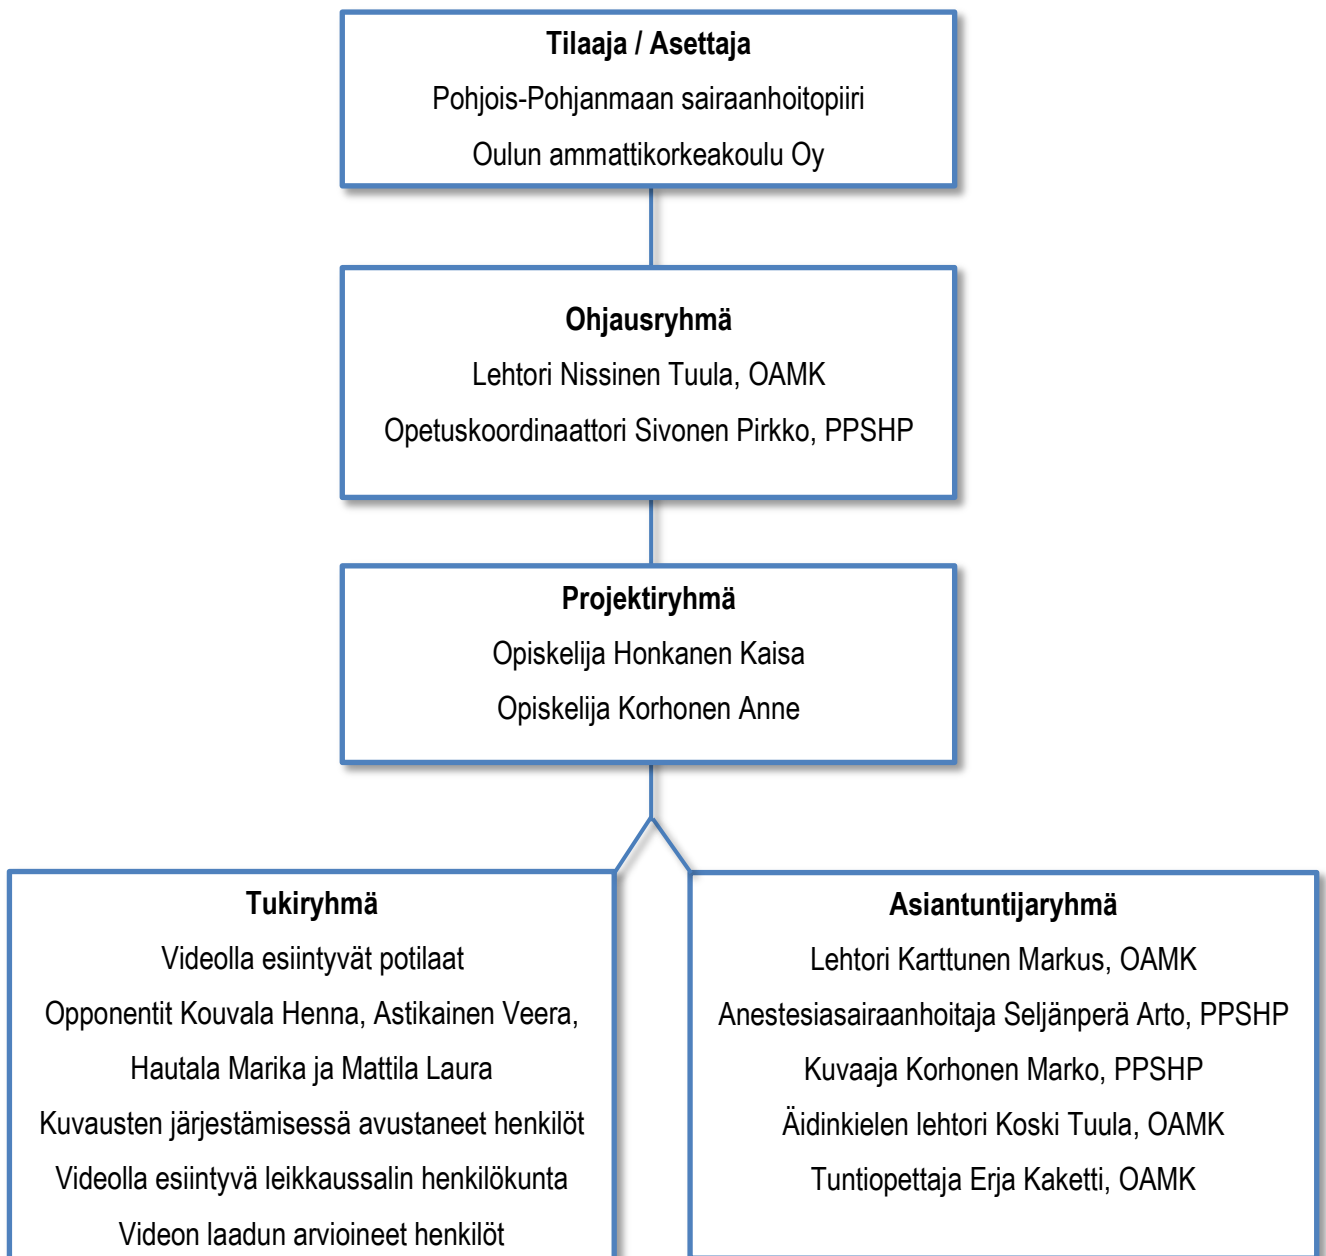 Tilaaja / Asettaja
Pohjois-Pohjanmaan sairaanhoitopiiri
Oulun ammattikorkeakoulu Oy
Ohjausryhmä
Lehtori Nissinen Tuula, OAMK
Opetuskoordinaattori Sivonen Pirkko, PPSHP
Projektiryhmä
Opiskelija Honkanen Kaisa
Opiskelija Korhonen Anne
Tukiryhmä
Videolla esiintyvät potilaat
Opponentit Kouvala Henna, Astikainen Veera,
Hautala Marika ja Mattila Laura
Kuvausten järjestämisessä avustaneet henkilöt
Videolla esiintyvä leikkaussalin henkilökunta
Videon laadun arvioineet henkilöt
Asiantuntijaryhmä
Lehtori Karttunen Markus, OAMK
Anestesiasairaanhoitaja Seljänperä Arto, PPSHP
Kuvaaja Korhonen Marko, PPSHP
Äidinkielen lehtori Koski Tuula, OAMK
Tuntiopettaja Erja Kaketti, OAMK